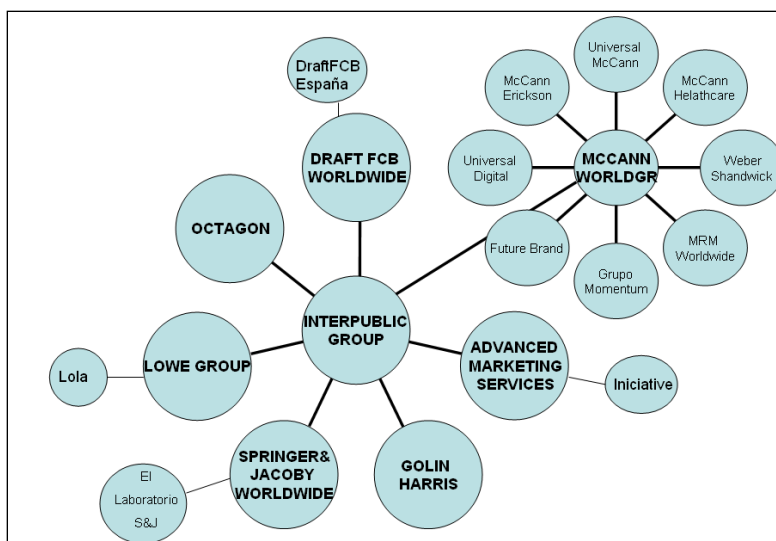 DraftFCB
España
Universal
McCann
McCann
Erickson
McCann
Helathcare
DRAFT FCB
WORLDWIDE
Universal
Digital
MCCANN
WORLDGR
Weber
Shandwick
OCTAGON
Future Brand
MRM
Worldwide
Grupo
Momentum
INTERPUBLIC
GROUP
LOWE GROUP
Lola
ADVANCED
MARKETING
SERVICES
Iniciative
SPRINGER&
JACOBY
WORLDWIDE
GOLIN
HARRIS
El
Laboratorio
S&J